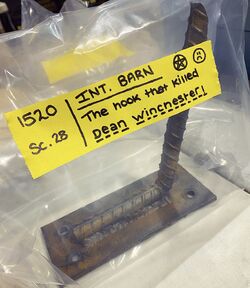 1520
SC. 28
INT. BARN
The hook that killed
Dean Winchester!